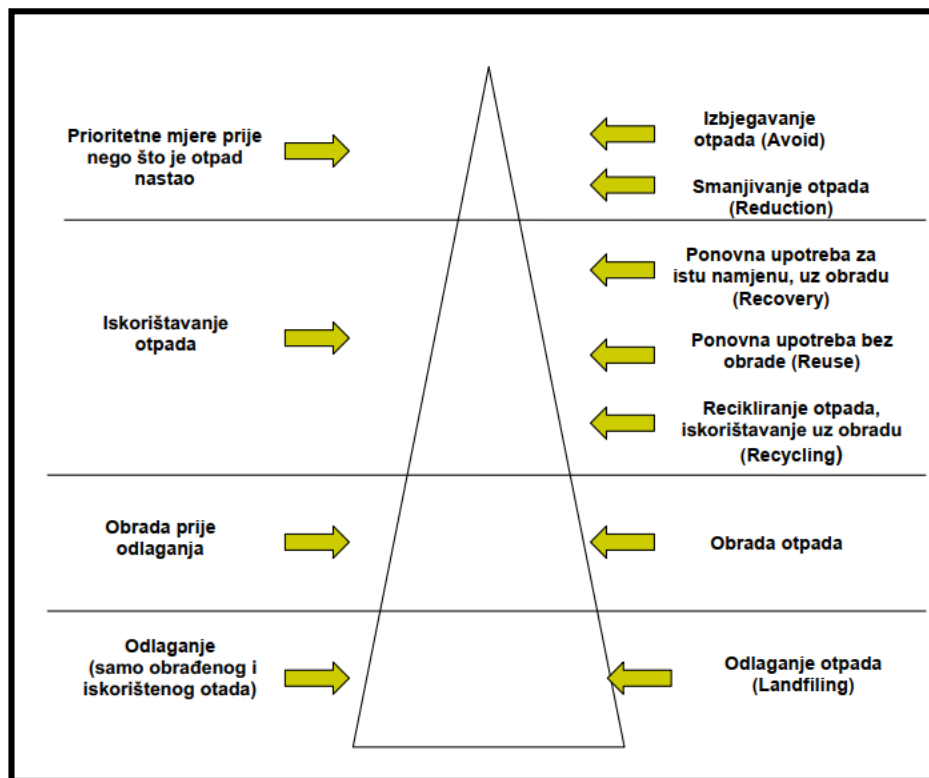 Prioritetne mjere prije
nego što je otpad
nastao
Izbjegavanje
otpada (Avoid)
Smanjivanje otpada
(Reduction)
Iskorištavanje
otpada
Ponovna upotreba za
istu namjenu, uz obradu
(Recovery)
Ponovna upotreba bez
obrade (Reuse)
Recikliranje otpada,
iskorištavanje uz obradu
(Recycling)
Obrada prije
odlaganja
Obrada otpada
Odlaganje
(samo obrađenog i
iskorištenog otada)
Odlaganje otpada
(Landfiling)